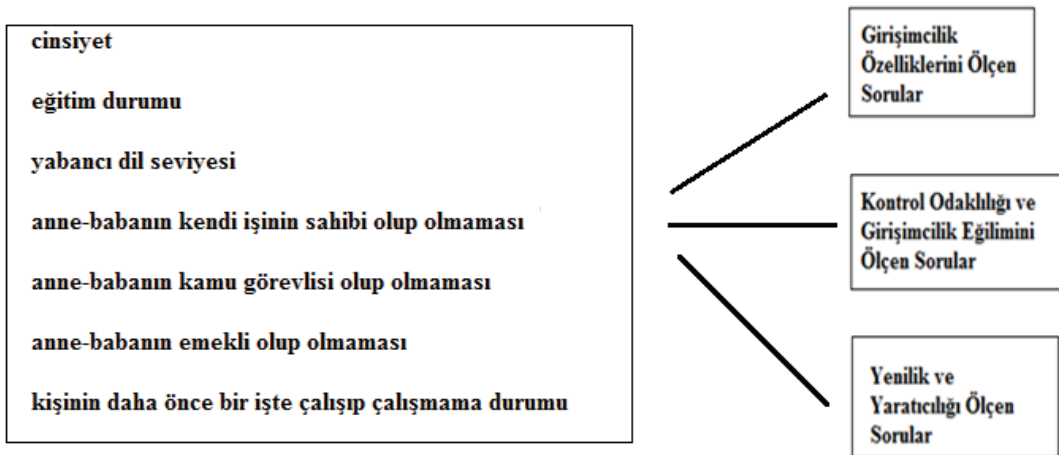 cinsiyet
eğitim durumu
yabancı dil seviyesi
anne-babanın kendi işinin sahibi olup olmaması
anne-babanın kamu görevlisi olup olmaması
anne-babanın emekli olup olmaması
kişinin daha önce bir işte çalışıp çalışmama durumu
Girişimcilik
Özelliklerini Ölçen
Sorular
Kontrol Odaklılığı ve
Girişimcilik Eğilimini
Ölçen Sorular
Yenilik ve
Yaratıcılığı Ölçen
Sorular